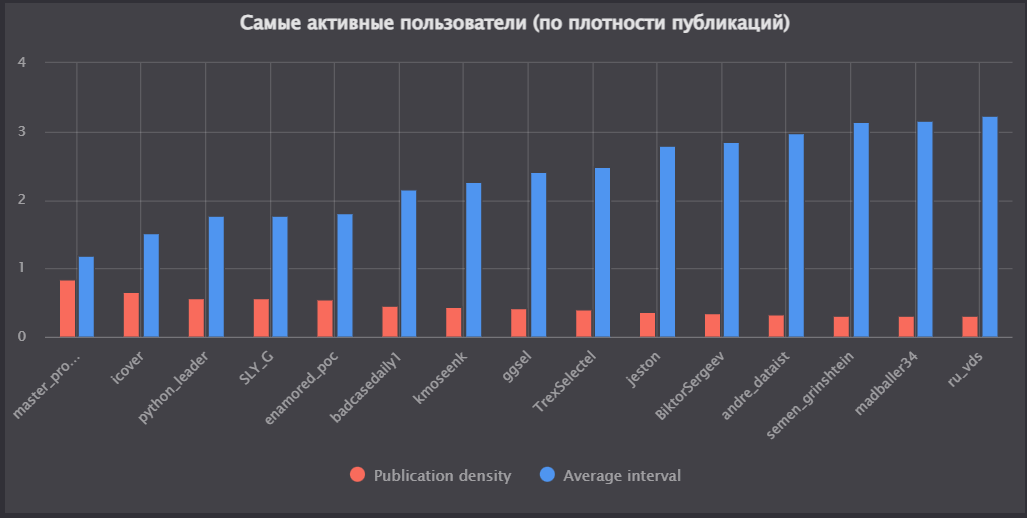 Самые активные пользователи (по плотности публикаций)
4
3
2
1
0
master_pro...
icover
python_leader
SLY_G
enamored_poc
badcasedaily1
kmoseenk
ggsel
TrexSelectel
jeston
BiktorSergeev
andre_dataist
semen_grinshtein
madballer34
ru_vds
Publication density
Average interval